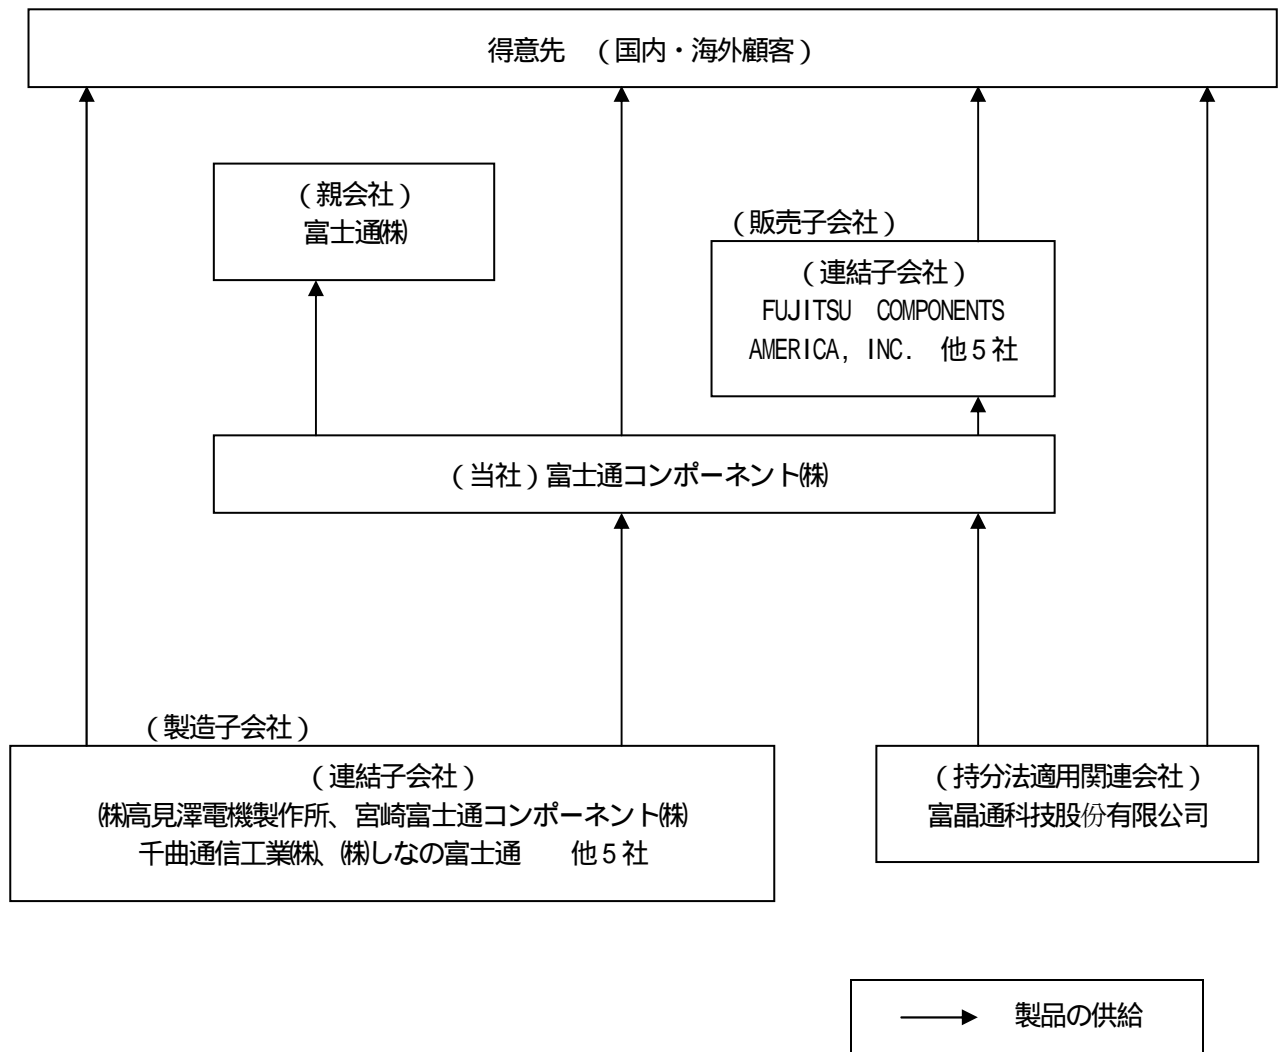 得意先 （国内・海外顧客）
（親会社）
富士通㈱
（販売子会社）
（連結子会社）
FUJITSU COMPONENTS
AMERICA, INC. 他５社
（当社）富士通コンポーネント㈱
（製造子会社）
（連結子会社）
㈱高見澤電機製作所、宮崎富士通コンポーネント㈱
千曲通信工業㈱、㈱しなの富士通 他５社
（持分法適用関連会社）
富晶通科技股份有限公司
製品の供給